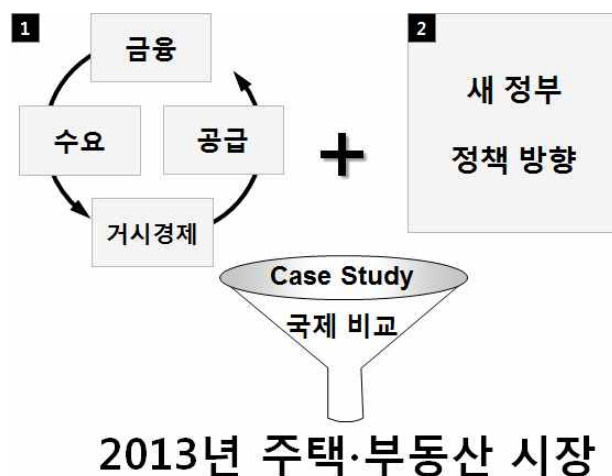 1
금융
수요
공급
거시경제
+
2
새 정부
정책 방향
Case Study
국제 비교
2013년 주택·부동산 시장